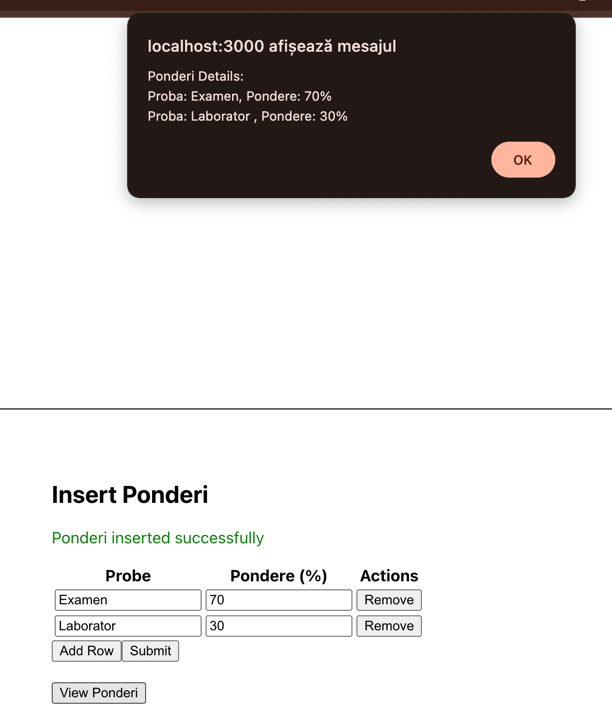 localhost:3000 afișează mesajul
Ponderi Details:
Proba: Examen, Pondere: 70%
Proba: Laborator , Pondere: 30%
OK
Insert Ponderi
Ponderi inserted successfully
Probe Pondere (%) Actions
Examen 70 Remove
Laborator 30 Remove
Add Row Submit
View Ponderi